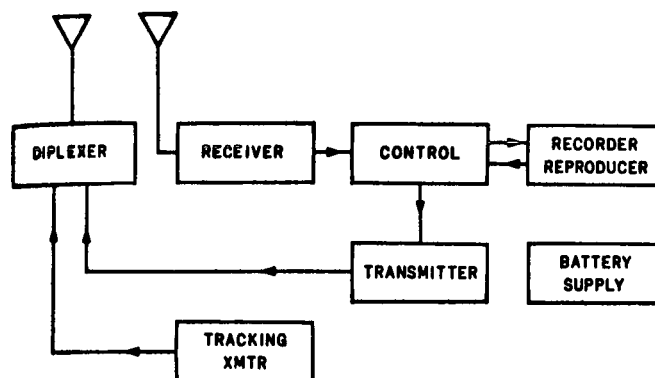 DIPLEXER
RECEIVER
CONTROL
RECORDER
REPRODUCER
TRANSMITTER
BATTERY
SUPPLY
TRACKING
XMTR